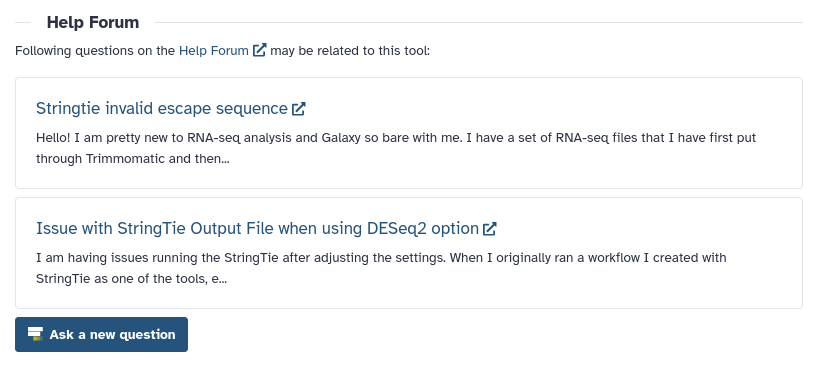 Help Forum
Following questions on the Help Forum may be related to this tool:
Stringtie invalid escape sequence
Hello! I am pretty new to RNA-seq analysis and Galaxy so bare with me. I have a set of RNA-seq files that I have first put
through Trimmomatic and then...
Issue with StringTie Output File when using DESeq2 option
I am having issues running the StringTie after adjusting the settings. When I originally ran a workflow I created with
StringTie as one of the tools, e...
Ask a new question